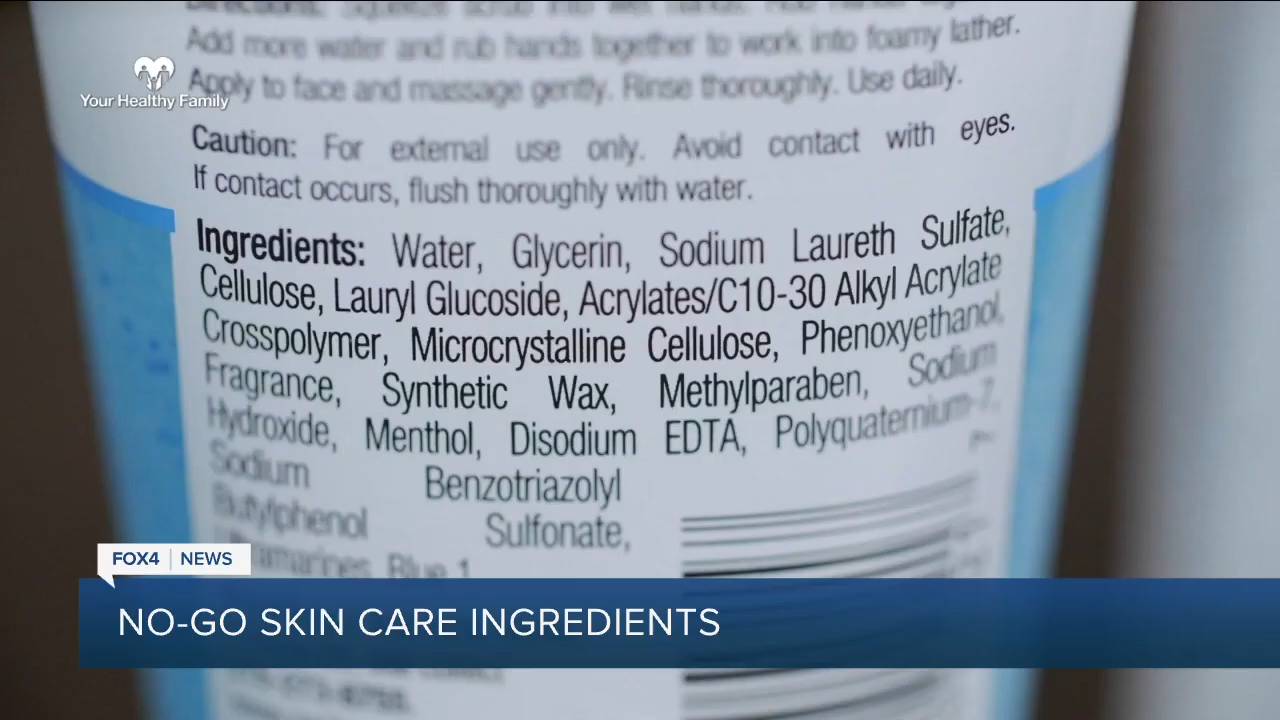 Directions:
Add more water and rub hands together to work into foamy lather.
Apply to face and massage gently. Rinse thoroughly. Use daily.
Your Healthy Family
Caution: For external use only. Avoid contact with eyes.
If contact occurs, flush thoroughly with water.
Ingredients: Water, Glycerin, Sodium Laureth Sulfate,
Cellulose, Lauryl Glucoside, Acrylates/C10-30 Alkyl Acrylate
Crosspolymer, Microcrystalline Cellulose, Phenoxyethanol,
Fragrance, Synthetic Wax, Methylparaben, Sodium
Hydroxide, Menthol, Disodium EDTA, Polyquaternium-7,
Sodium Benzotriazolyl
Butylphenol Sulfonate,
Blue 1
FOX4 NEWS
NO-GO SKIN CARE INGREDIENTS